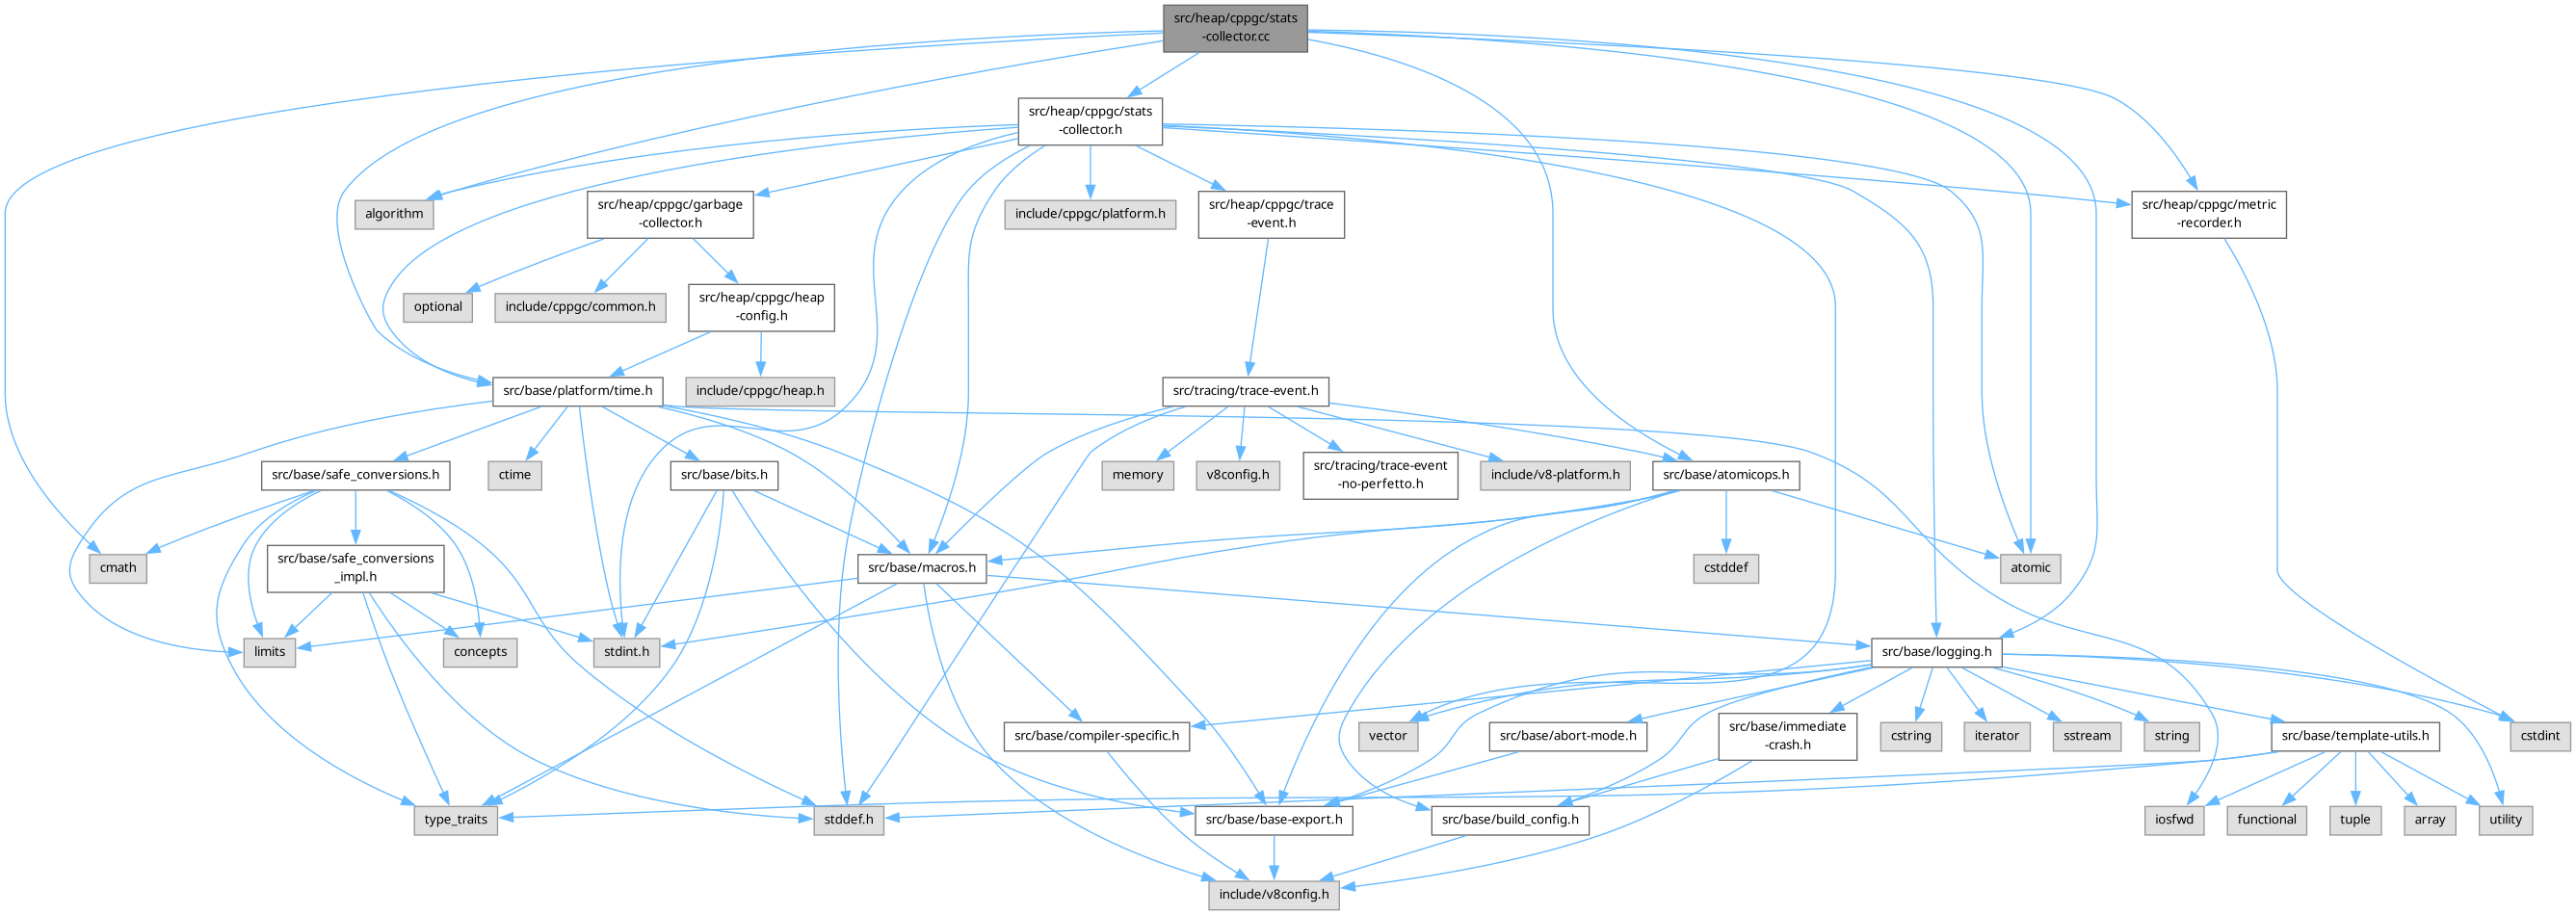 src/heap/cppgc/stats
-collector.cc
src/heap/cppgc/stats
-collector.h
algorithm
src/heap/cppgc/garbage
-collector.h
include/cppgc/platform.h
src/heap/cppgc/trace
-event.h
src/heap/cppgc/metric
-recorder.h
optional
include/cppgc/common.h
src/heap/cppgc/heap
-config.h
src/base/platform/time.h
include/cppgc/heap.h
src/tracing/trace-event.h
src/base/safe_conversions.h
ctime
src/base/bits.h
memory
v8config.h
src/tracing/trace-event
-no-perfetto.h
include/v8-platform.h
src/base/atomicops.h
cmath
src/base/safe_conversions
_impl.h
src/base/macros.h
cstddef
atomic
limits
concepts
stdint.h
src/base/logging.h
src/base/compiler-specific.h
vector
src/base/abort-mode.h
src/base/immediate
-crash.h
cstring
iterator
sstream
string
src/base/template-utils.h
cstdint
type_traits
stddef.h
src/base/base-export.h
src/base/build_config.h
iosfwd
functional
tuple
array
utility
include/v8config.h